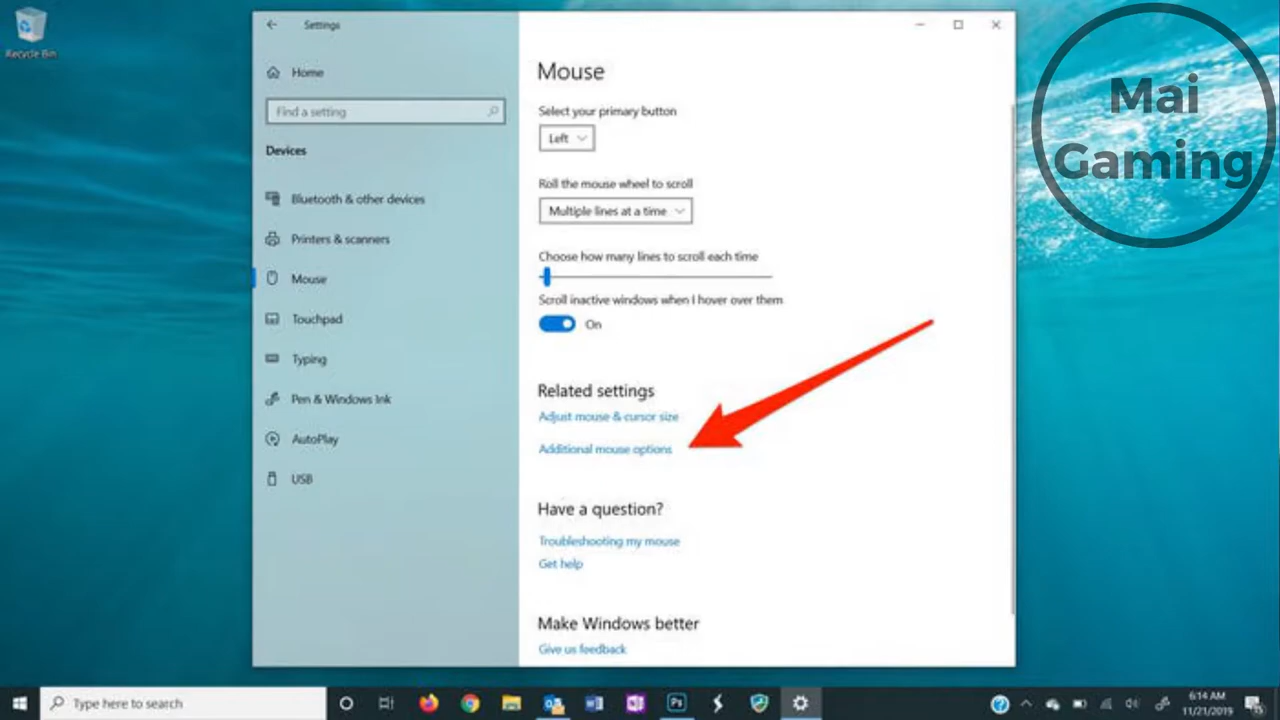 Recycle Bin
Settings
Home
Find a setting
Devices
Bluetooth & other devices
Printers & scanners
Mouse
Touchpad
Typing
Pen & Windows Ink
AutoPlay
USB
Mouse
Select your primary button
Left
Roll the mouse wheel to scroll
Multiple lines at a time
Choose how many lines to scroll each time
Scroll inactive windows when I hover over them
On
Related settings
Adjust mouse & cursor size
Additional mouse options
Have a question?
Troubleshooting my mouse
Get help
Make Windows better
Give us feedback
Mai
Gaming
Type here to search
Ps
6:14 AM
11/21/2019